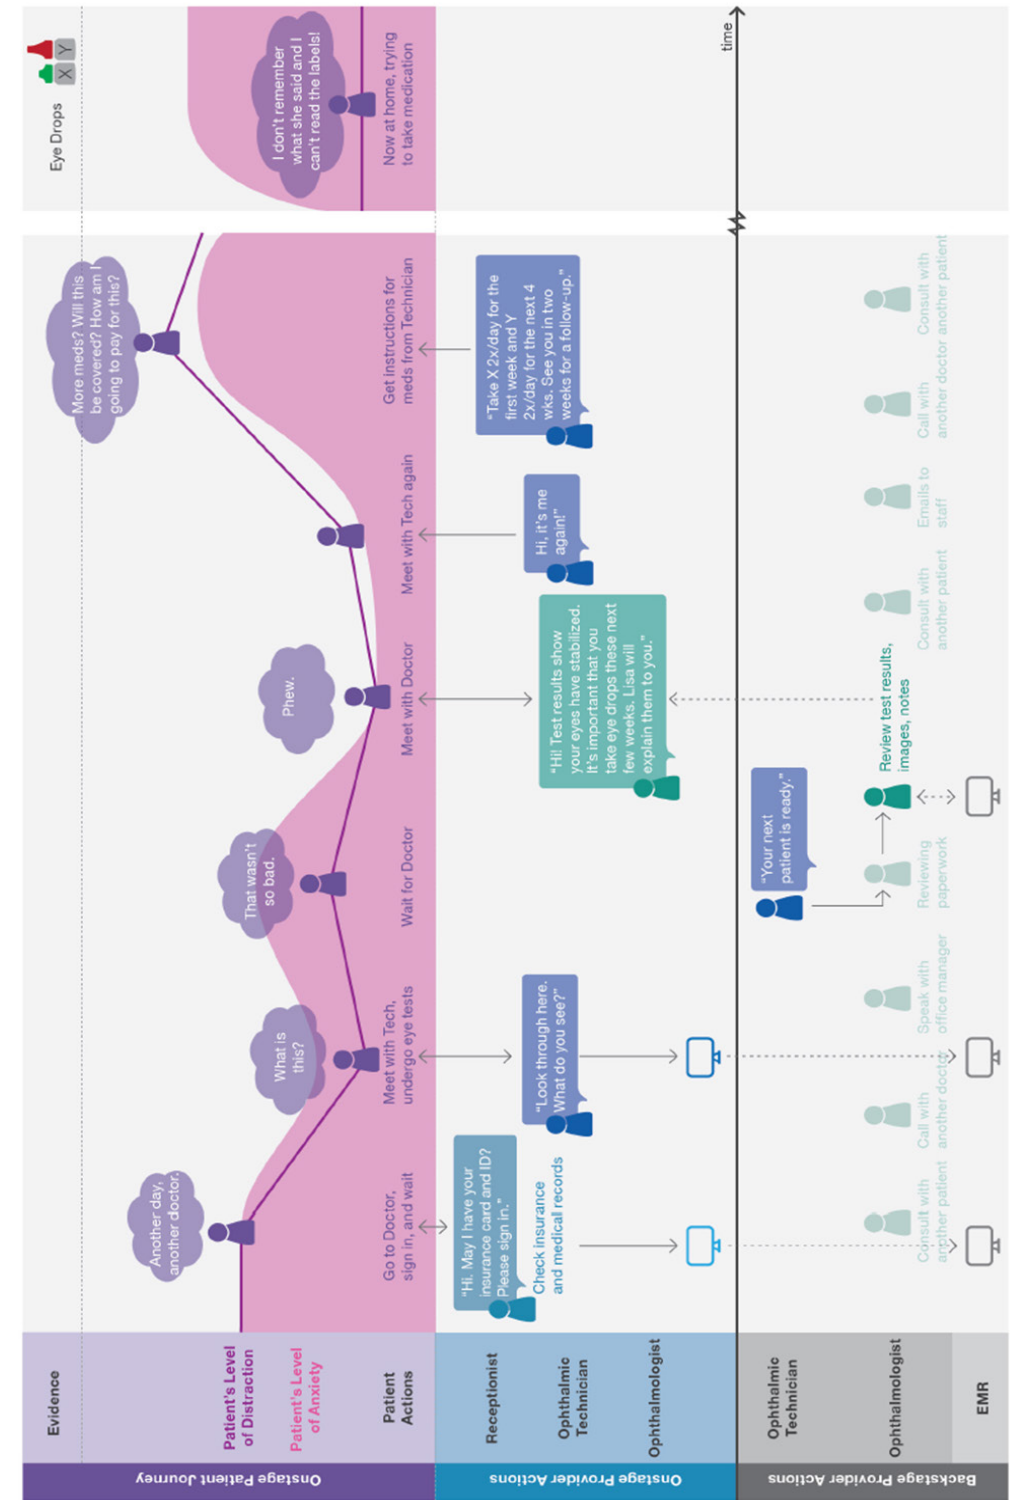 Onstage Patient Journey
Evidence
Eye Drops
X
Y
Patient's Level
of Distraction
Patient's Level
of Anxiety
Another day,
another doctor.
What is
this?
That wasn't
so bad.
Phew.
More meds? Will this
be covered? How am I
going to pay for this?
I don't remember
what she said and I
can't read the labels!
Patient
Actions
Go to Doctor,
sign in, and wait
Meet with Tech,
undergo eye tests
Wait for Doctor
Meet with Doctor
Meet with Tech again
Get instructions for
meds from Technician
Now at home, trying
to take medication
Onstage Provider Actions
Receptionist
"Hi. May I have your
insurance card and ID?
Please sign in."
Check insurance
and medical records
Ophthalmic
Technician
"Look through here.
What do you see?"
Hi, it's me
again!"
"Take X 2x/day for the
first week and Y
2x/day for the next 4
wks. See you in two
weeks for a follow-up."
Ophthalmologist
"Hi! Test results show
your eyes have stabilized.
It's important that you
take eye drops these next
few weeks. Lisa will
explain them to you."
time
Backstage Provider Actions
Ophthalmic
Technician
"Your next
patient is ready."
Ophthalmologist
Consult with
another patient
Call with
another doctor
Speak with
office manager
Reviewing
paperwork
Review test results,
images, notes
Consult with
another patient
Emails to
staff
Call with
another doctor
Consult with
another patient
EMR